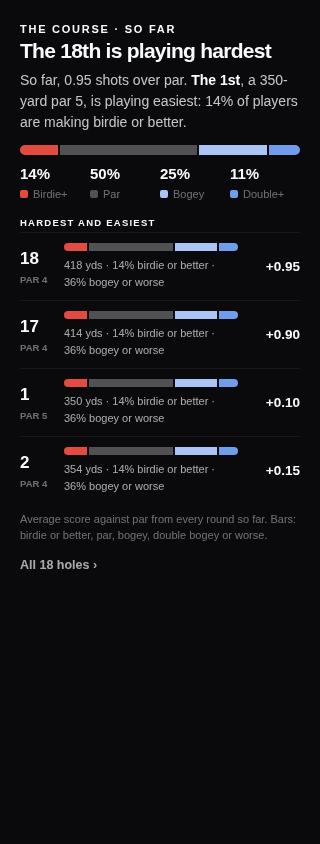 THE COURSE · SO FAR
The 18th is playing hardest
So far, 0.95 shots over par. The 1st, a 350-
yard par 5, is playing easiest: 14% of players
are making birdie or better.
14% 50% 25% 11%
Birdie+ Par Bogey Double+
HARDEST AND EASIEST
18
PAR 4
418 yds · 14% birdie or better ·
36% bogey or worse
+0.95
17
PAR 4
414 yds · 14% birdie or better ·
36% bogey or worse
+0.90
1
PAR 5
350 yds · 14% birdie or better ·
36% bogey or worse
+0.10
2
PAR 4
354 yds · 14% birdie or better ·
36% bogey or worse
+0.15
Average score against par from every round so far. Bars:
birdie or better, par, bogey, double bogey or worse.
All 18 holes ›